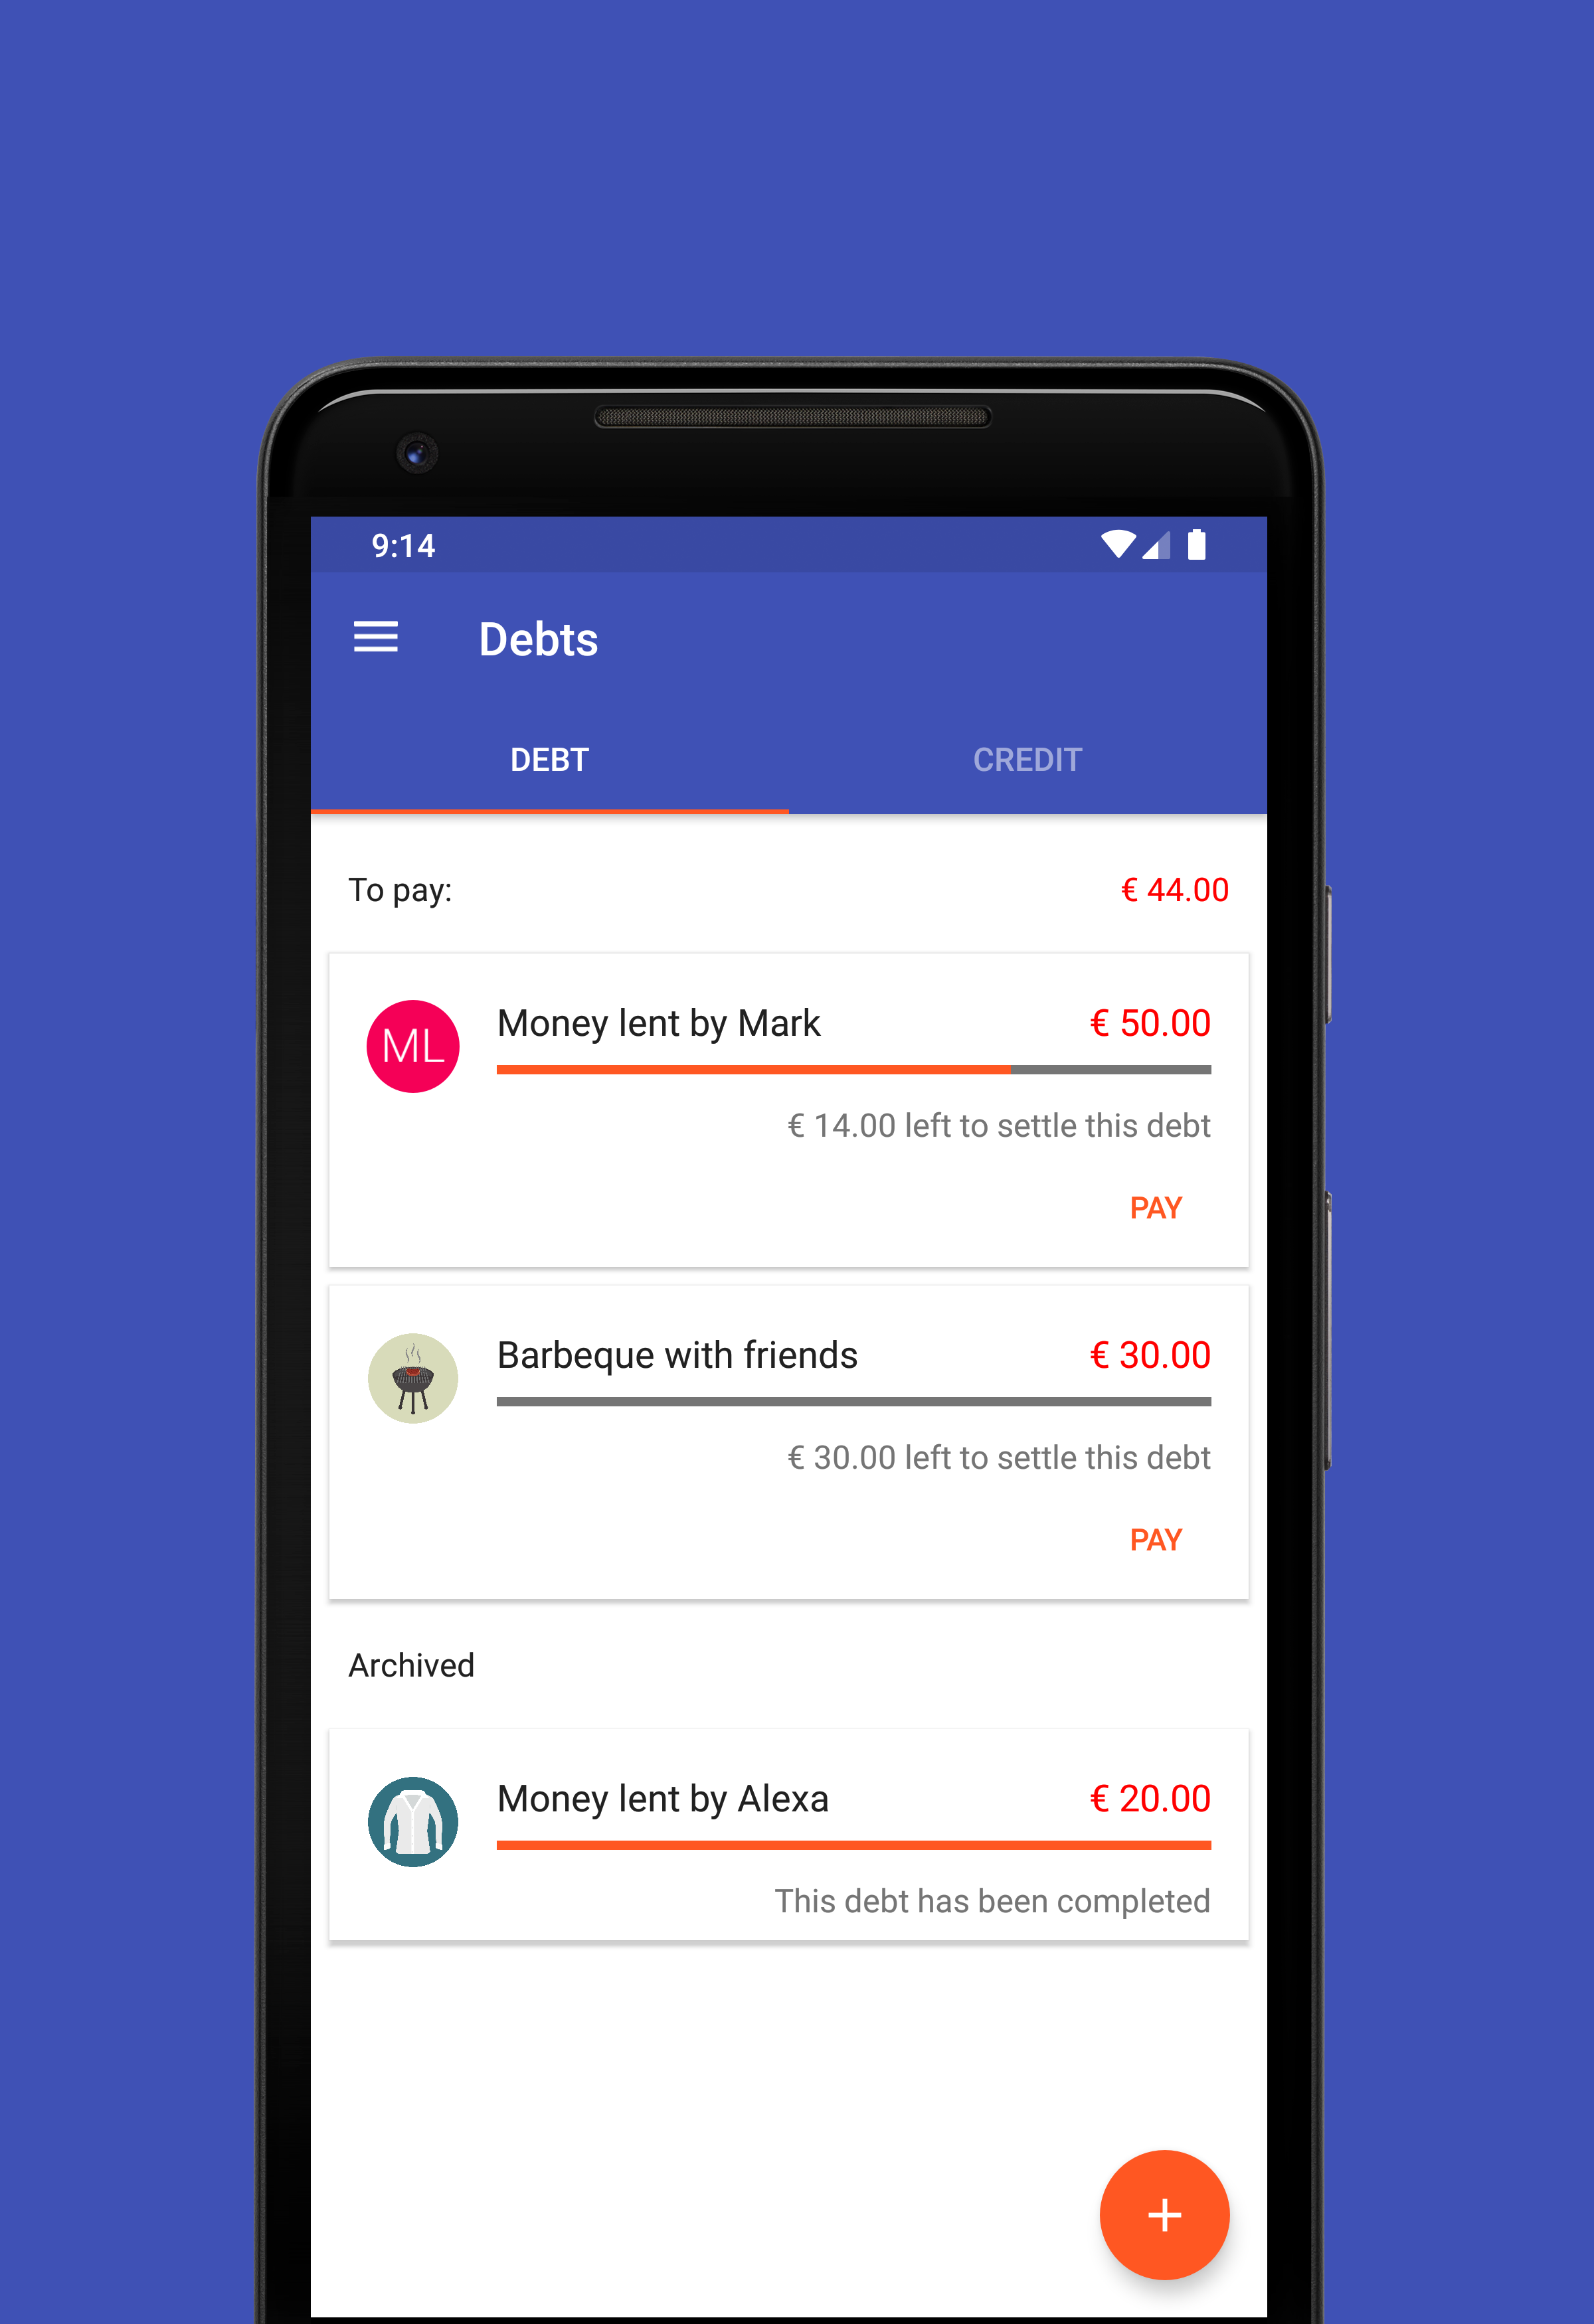 9:14
Debts
DEBT CREDIT
To pay: € 44.00
ML Money lent by Mark € 50.00
€ 14.00 left to settle this debt
PAY
Barbeque with friends € 30.00
€ 30.00 left to settle this debt
PAY
Archived
Money lent by Alexa € 20.00
This debt has been completed
+